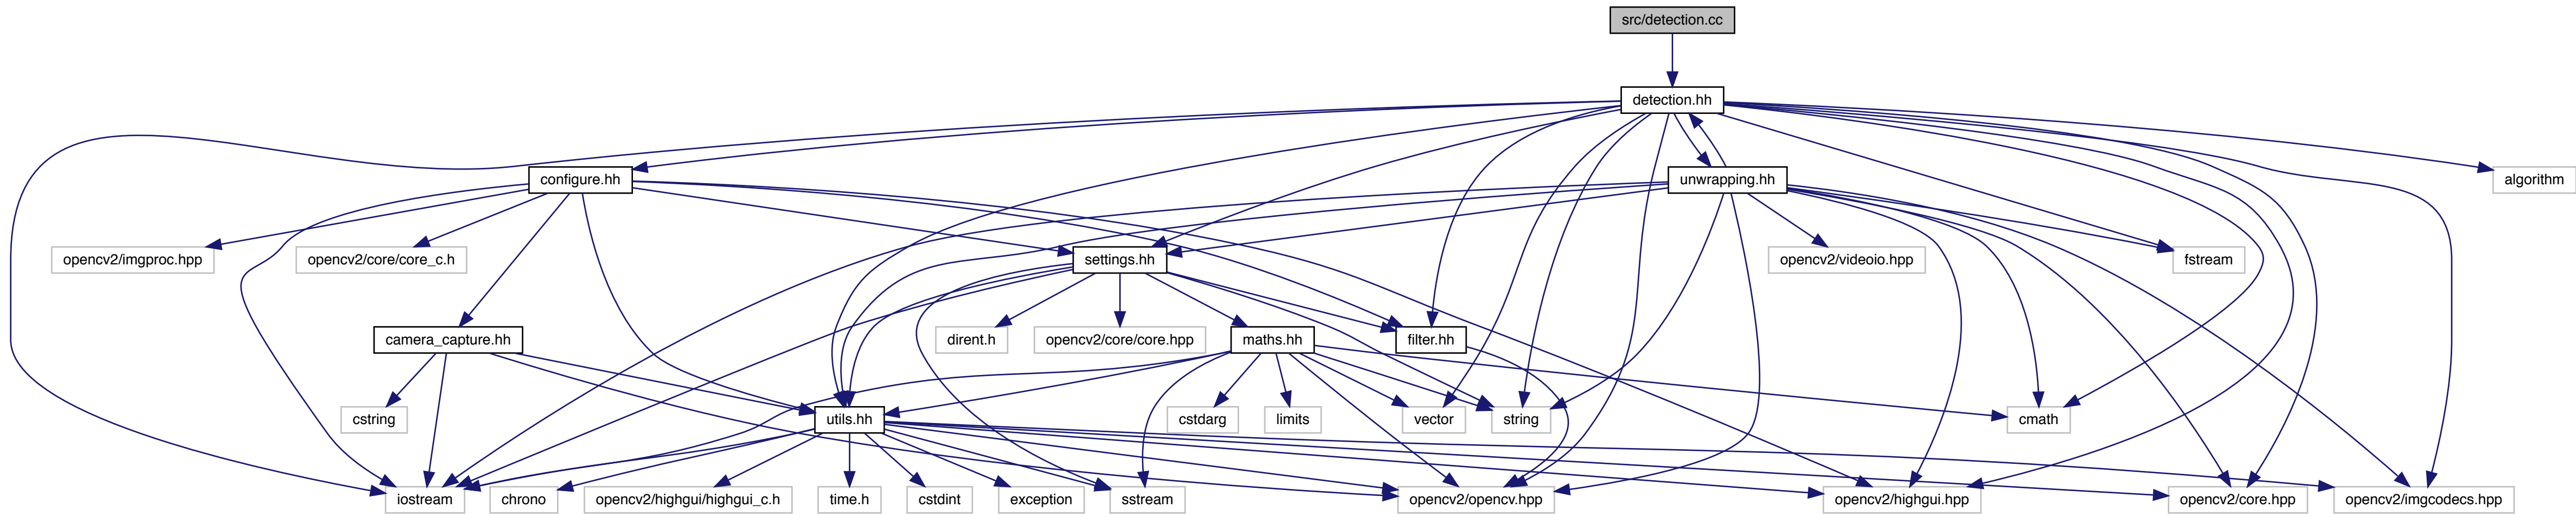 src/detection.cc
detection.hh
configure.hh
unwrapping.hh
algorithm
opencv2/imgproc.hpp
opencv2/core/core_c.h
settings.hh
opencv2/videoio.hpp
fstream
camera_capture.hh
dirent.h
opencv2/core/core.hpp
maths.hh
filter.hh
cstring
utils.hh
cstdarg
limits
vector
string
cmath
iostream
chrono
opencv2/highgui/highgui_c.h
time.h
cstdint
exception
sstream
opencv2/opencv.hpp
opencv2/highgui.hpp
opencv2/core.hpp
opencv2/imgcodecs.hpp